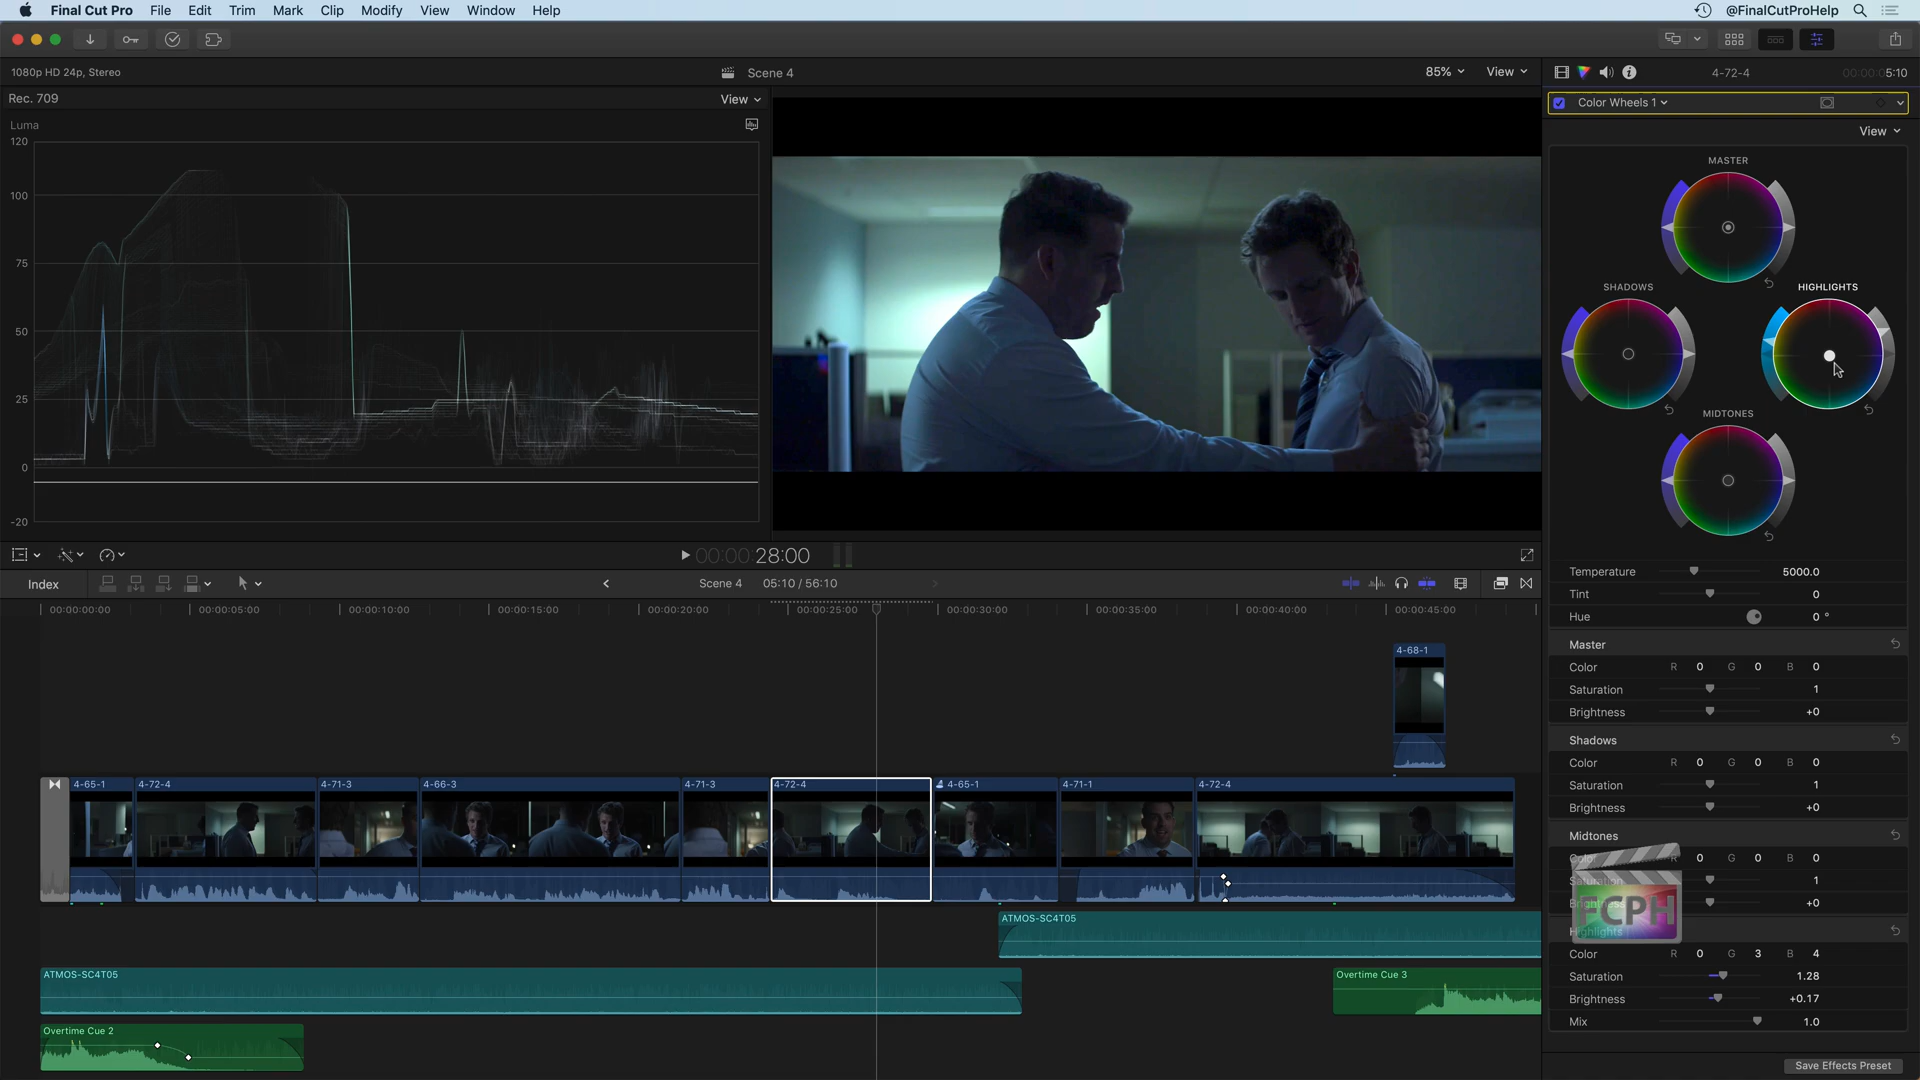 Final Cut Pro File Edit Trim Mark Clip Modify View Window Help @FinalCutProHelp
1080p HD 24p, Stereo Scene 4 85% View 4-72-4 00:00:05:10
Rec. 709 View
Color Wheels 1
View
Luma
120
100
75
50
25
0
-20
MASTER
SHADOWS
HIGHLIGHTS
MIDTONES
00:00:28:00
Index Scene 4 05:10 / 56:10
00:00:00:00 00:00:05:00 00:00:10:00 00:00:15:00 00:00:20:00 00:00:25:00 00:00:30:00 00:00:35:00 00:00:40:00 00:00:45:00
4-68-1
4-65-1 4-72-4 4-71-3 4-66-3 4-71-3 4-72-4 4-65-1 4-71-1 4-72-4
ATMOS-SC4T05
ATMOS-SC4T05
Overtime Cue 3
Overtime Cue 2
Temperature 5000.0
Tint 0
Hue 0 °
Master
Color R 0 G 0 B 0
Saturation 1
Brightness +0
Shadows
Color R 0 G 0 B 0
Saturation 1
Brightness +0
Midtones
Color R 0 G 0 B 0
Saturation 1
Brightness +0
FCPH
Highlights
Color R 0 G 3 B 4
Saturation 1.28
Brightness +0.17
Mix 1.0
Save Effects Preset